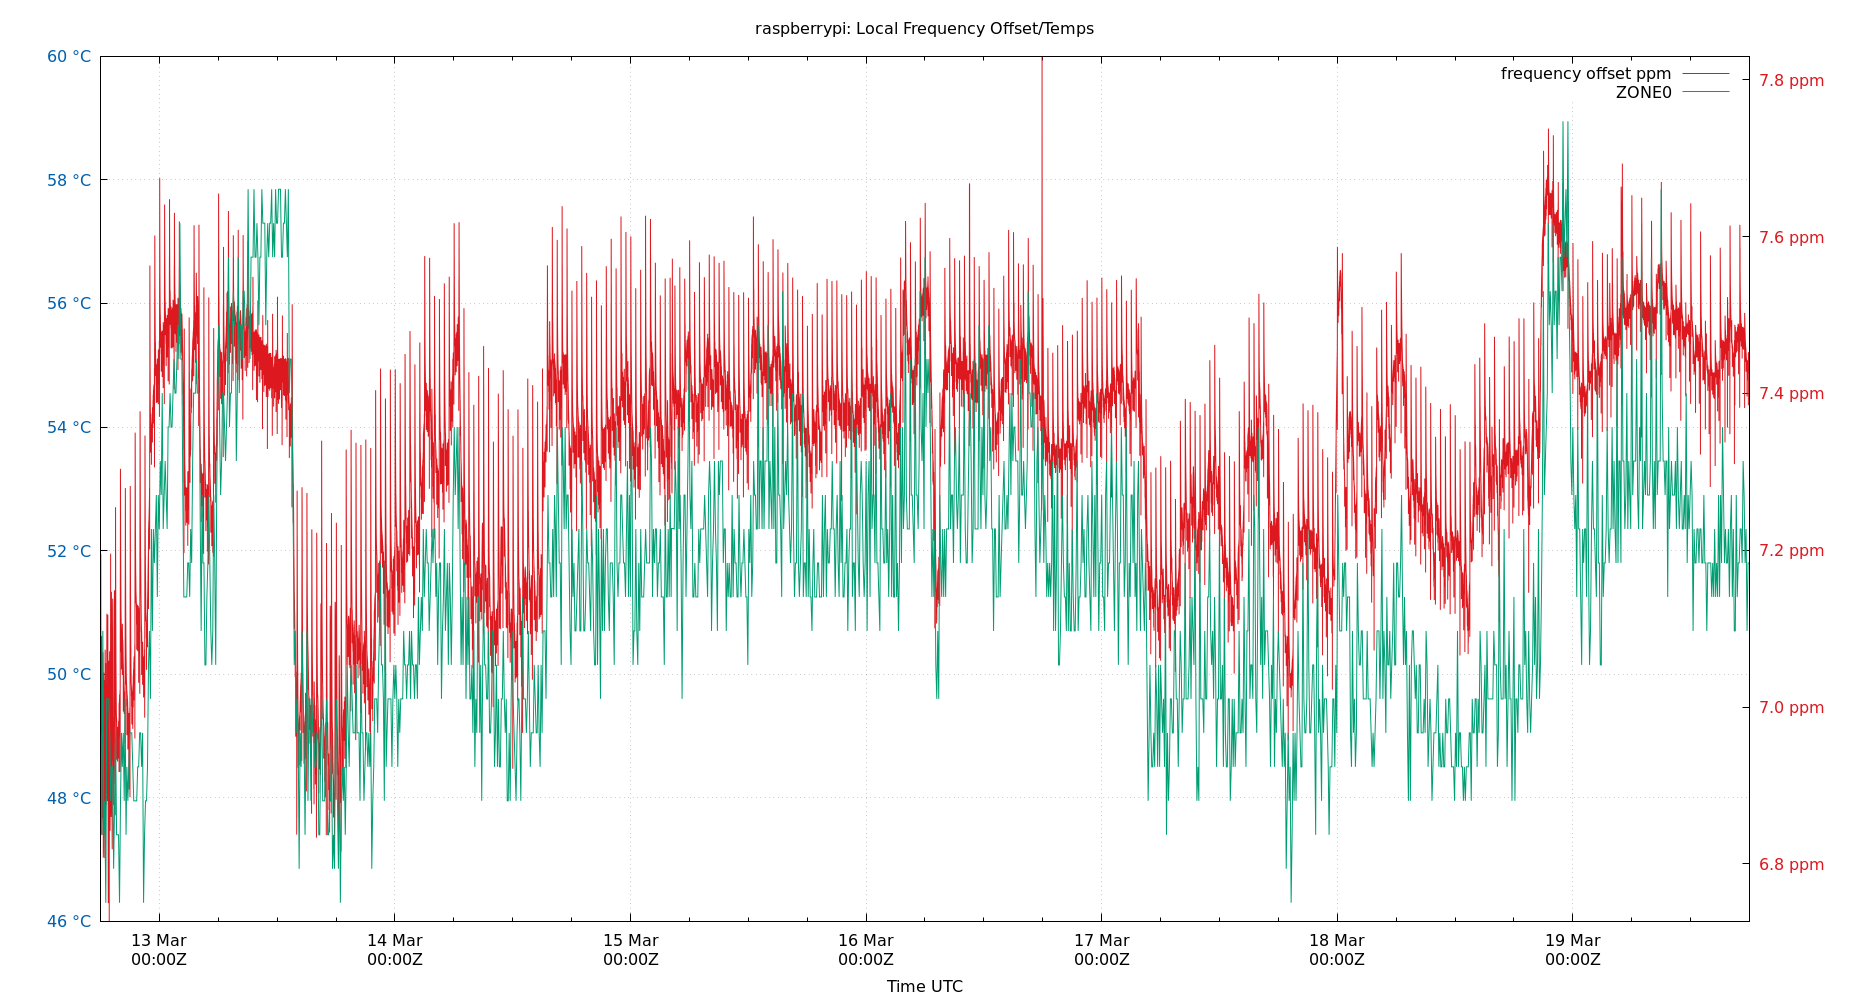 raspberrypi: Local Frequency Offset/Temps
60 °C
58 °C
56 °C
54 °C
52 °C
50 °C
48 °C
46 °C
frequency offset ppm
ZONE0
7.8 ppm
7.6 ppm
7.4 ppm
7.2 ppm
7.0 ppm
6.8 ppm
13 Mar
00:00Z
14 Mar
00:00Z
15 Mar
00:00Z
16 Mar
00:00Z
17 Mar
00:00Z
18 Mar
00:00Z
19 Mar
00:00Z
Time UTC